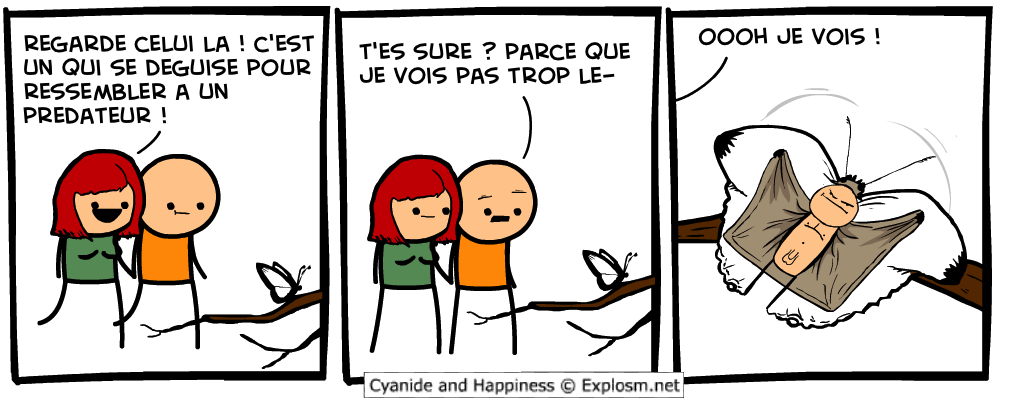 REGARDE CELUI LA ! C'EST
UN QUI SE DEGUISE POUR
RESSEMBLER A UN
PREDATEUR !
T'ES SURE ? PARCE QUE
JE VOIS PAS TROP LE-
OOOH JE VOIS !
Cyanide and Happiness © Explosm.net